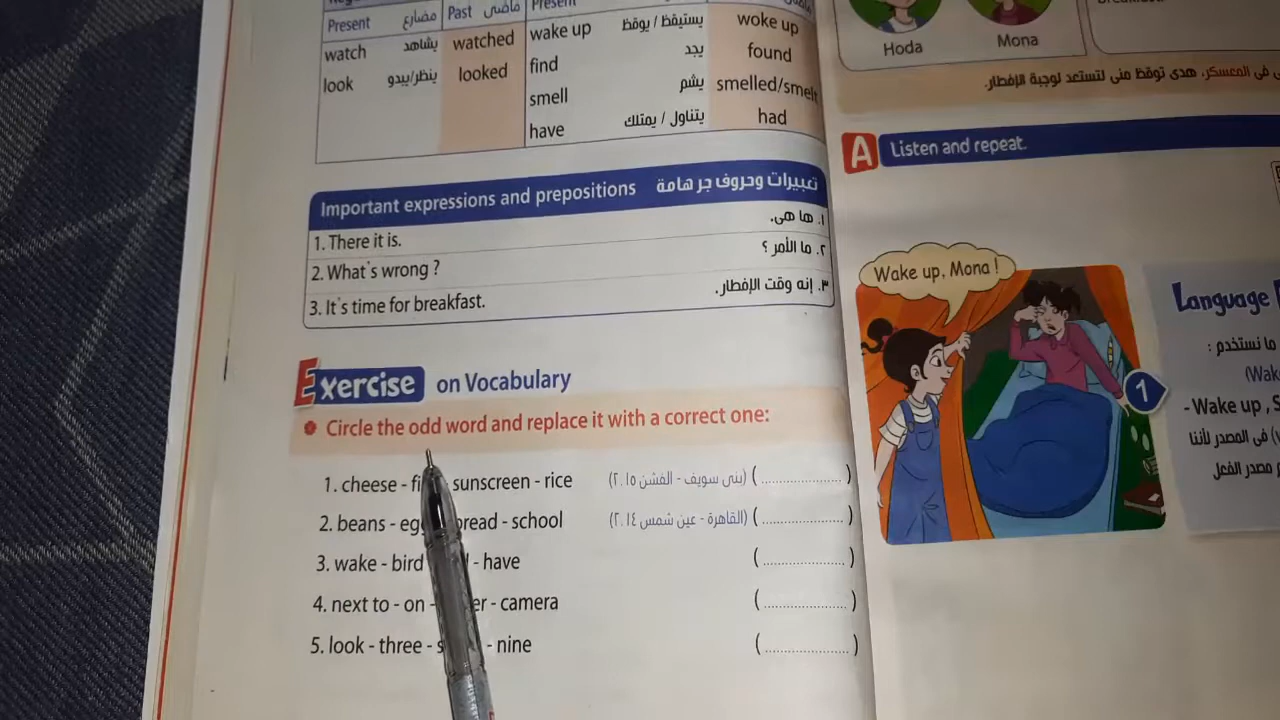 Present مضارع Past ماضى Present
watch يشاهد watched
look ينظر/يبدو looked
wake up يستيقظ / يوقظ woke up
find يجد found
smell يشم smelled/smelt
have يتناول / يمتلك had
Important expressions and prepositions تعبيرات وحروف جر هامة
1. There it is. ١. ها هى.
2. What's wrong ? ٢. ما الأمر ؟
3. It's time for breakfast. ٣. إنه وقت الإفطار.
Exercise on Vocabulary
Circle the odd word and replace it with a correct one:
1. cheese - sunscreen - rice (بنى سويف - الفشن ٢٠١٥) (....................)
2. beans - bread - school (القاهرة - عين شمس ٢٠١٤) (....................)
3. wake - bird - have (....................)
4. next to - on - camera (....................)
5. look - three - nine (....................)
Hoda Mona
فى المعسكر، هدى توقظ منى لتستعد لوجبة الإفطار.
A Listen and repeat.
Wake up, Mona !
1
Language
ما نستخدم :
- Wake up ,
فى المصدر لأننا
مصدر الفعل